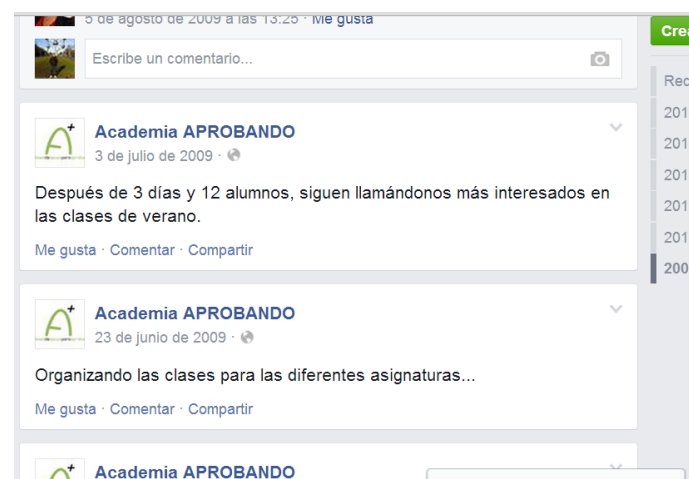 5 de agosto de 2009 a las 13:25 · Me gusta
Escribe un comentario...
Academia APROBANDO
3 de julio de 2009 ·
Después de 3 días y 12 alumnos, siguen llamándonos más interesados en
las clases de verano.
Me gusta · Comentar · Compartir
Academia APROBANDO
23 de junio de 2009 ·
Organizando las clases para las diferentes asignaturas...
Me gusta · Comentar · Compartir
Academia APROBANDO
Crea
Rec
201
201
201
201
201
200